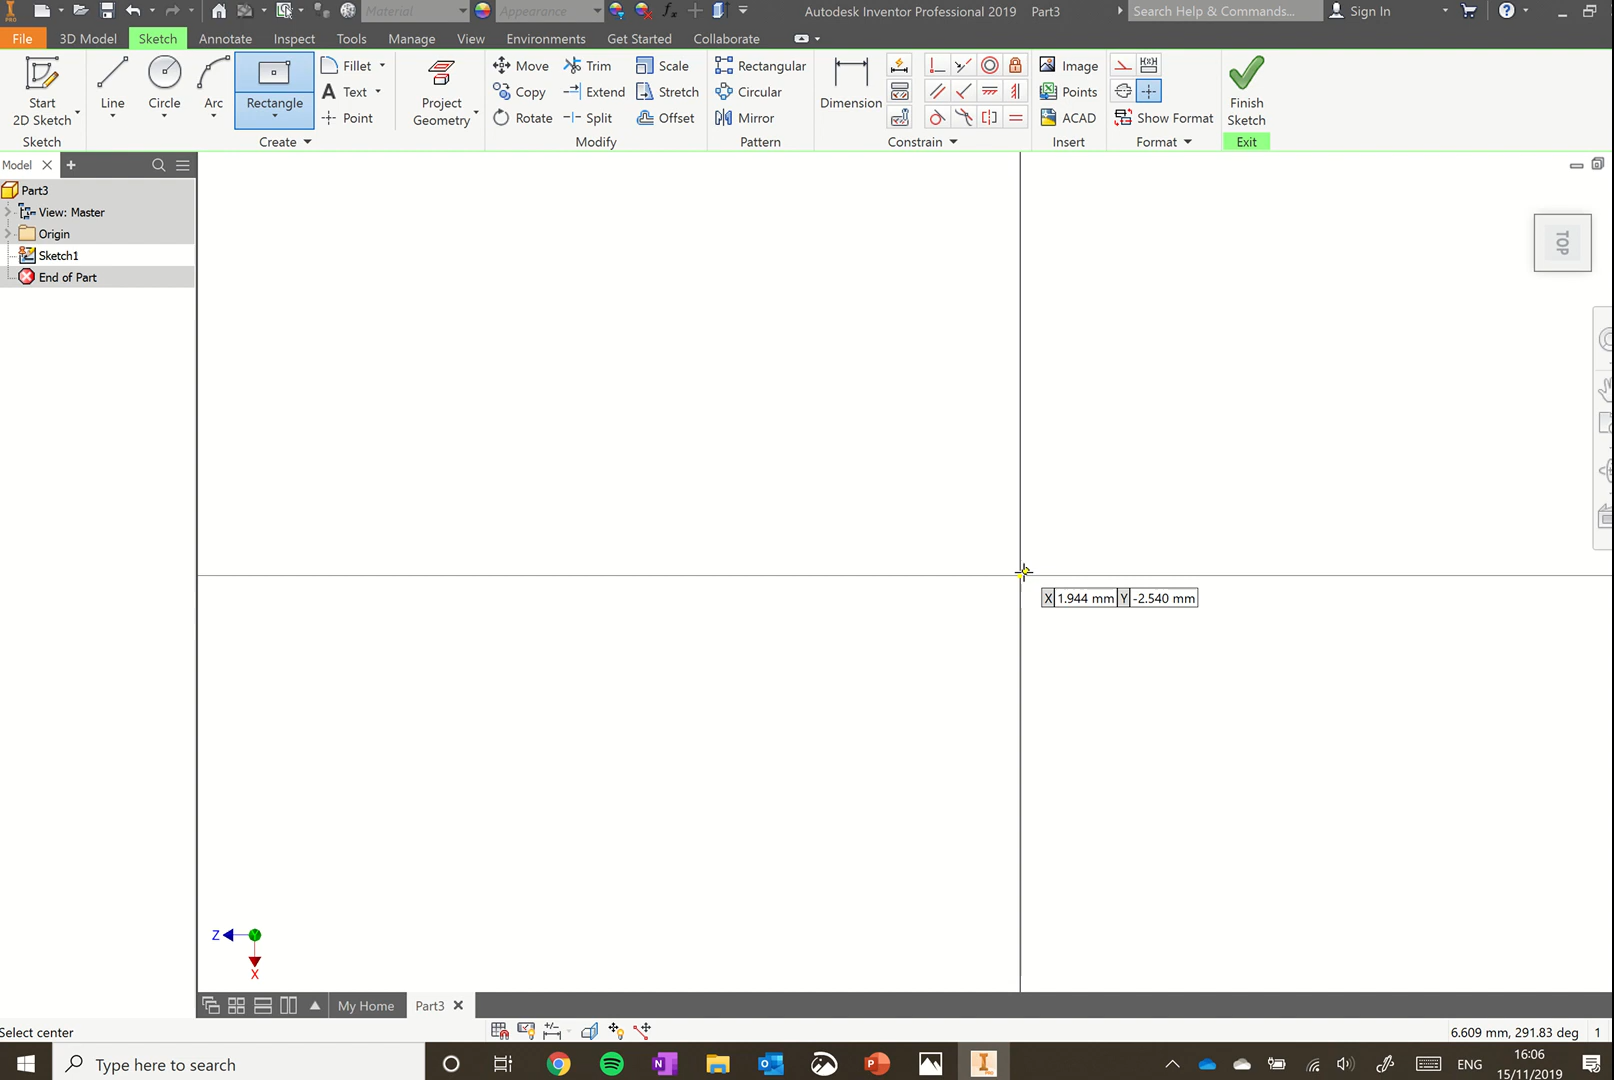 PRO
Material
Appearance
fx
Autodesk Inventor Professional 2019 Part3
Search Help & Commands...
Sign In
File
3D Model
Sketch
Annotate
Inspect
Tools
Manage
View
Environments
Get Started
Collaborate
Start
2D Sketch
Line
Circle
Arc
Rectangle
Fillet
Text
Point
Project
Geometry
Move
Copy
Rotate
Trim
Extend
Split
Scale
Stretch
Offset
Rectangular
Circular
Mirror
Dimension
Image
Points
ACAD
Show Format
Finish
Sketch
Sketch
Create
Modify
Pattern
Constrain
Insert
Format
Exit
Model
Part3
View: Master
Origin
Sketch1
End of Part
TOP
X 1.944 mm Y -2.540 mm
Z
X
My Home
Part3
Select center
6.609 mm, 291.83 deg 1
Type here to search
ENG
16:06
15/11/2019